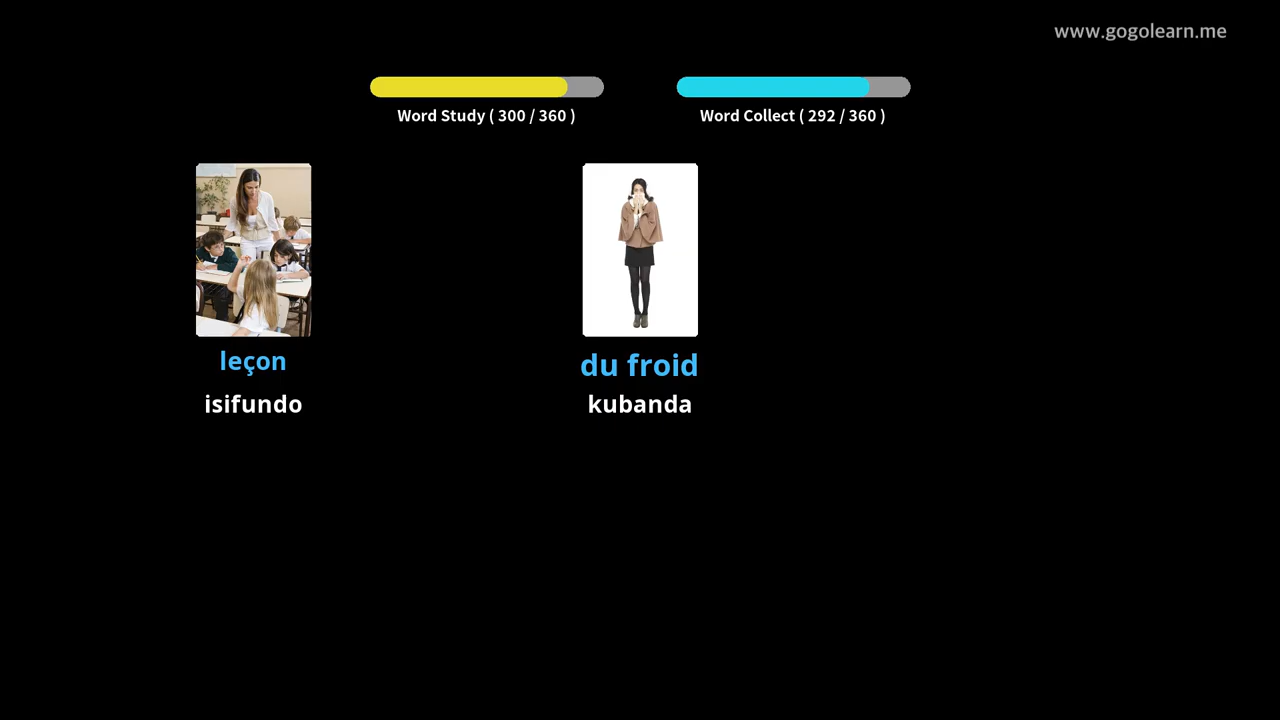 www.gogolearn.me
Word Study ( 300 / 360 )
Word Collect ( 292 / 360 )
leçon
isifundo
du froid
kubanda